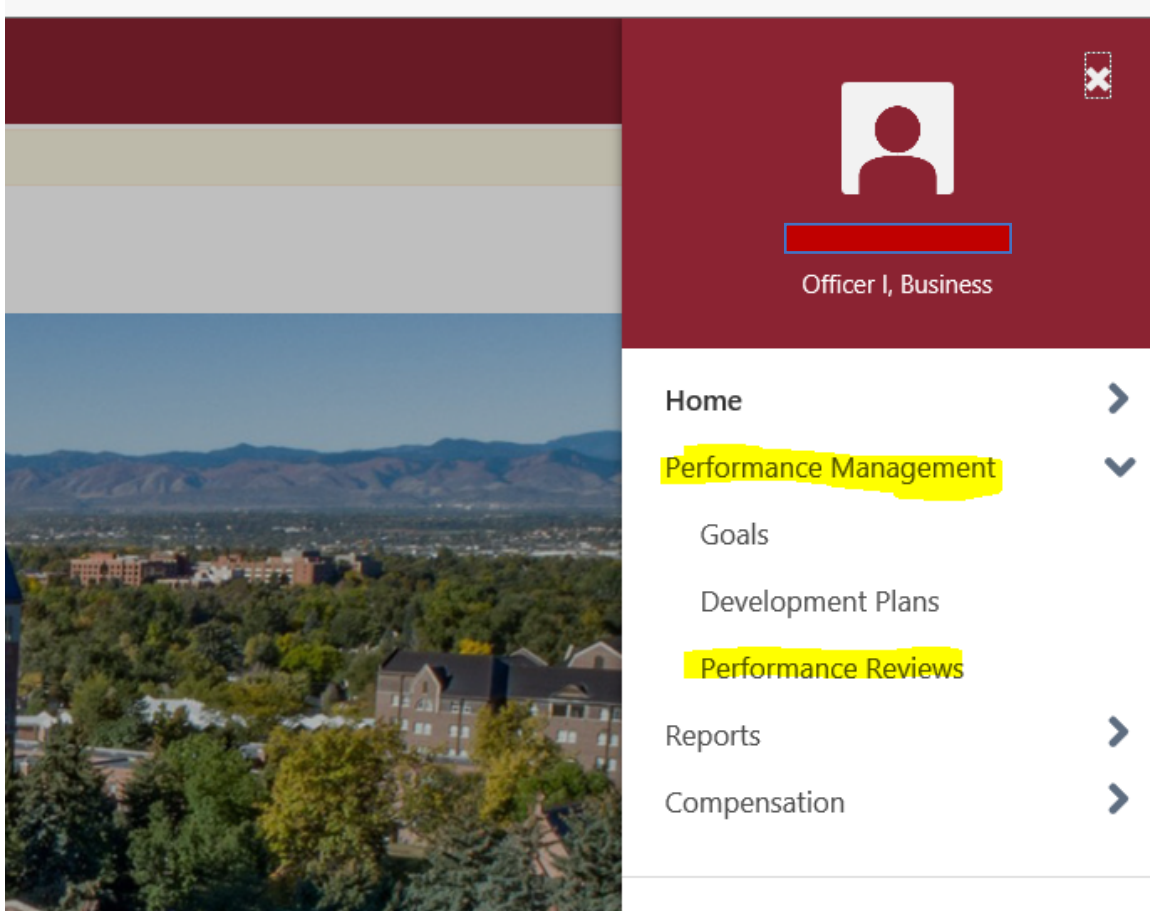 Officer I, Business
Home
Performance Management
Goals
Development Plans
Performance Reviews
Reports
Compensation